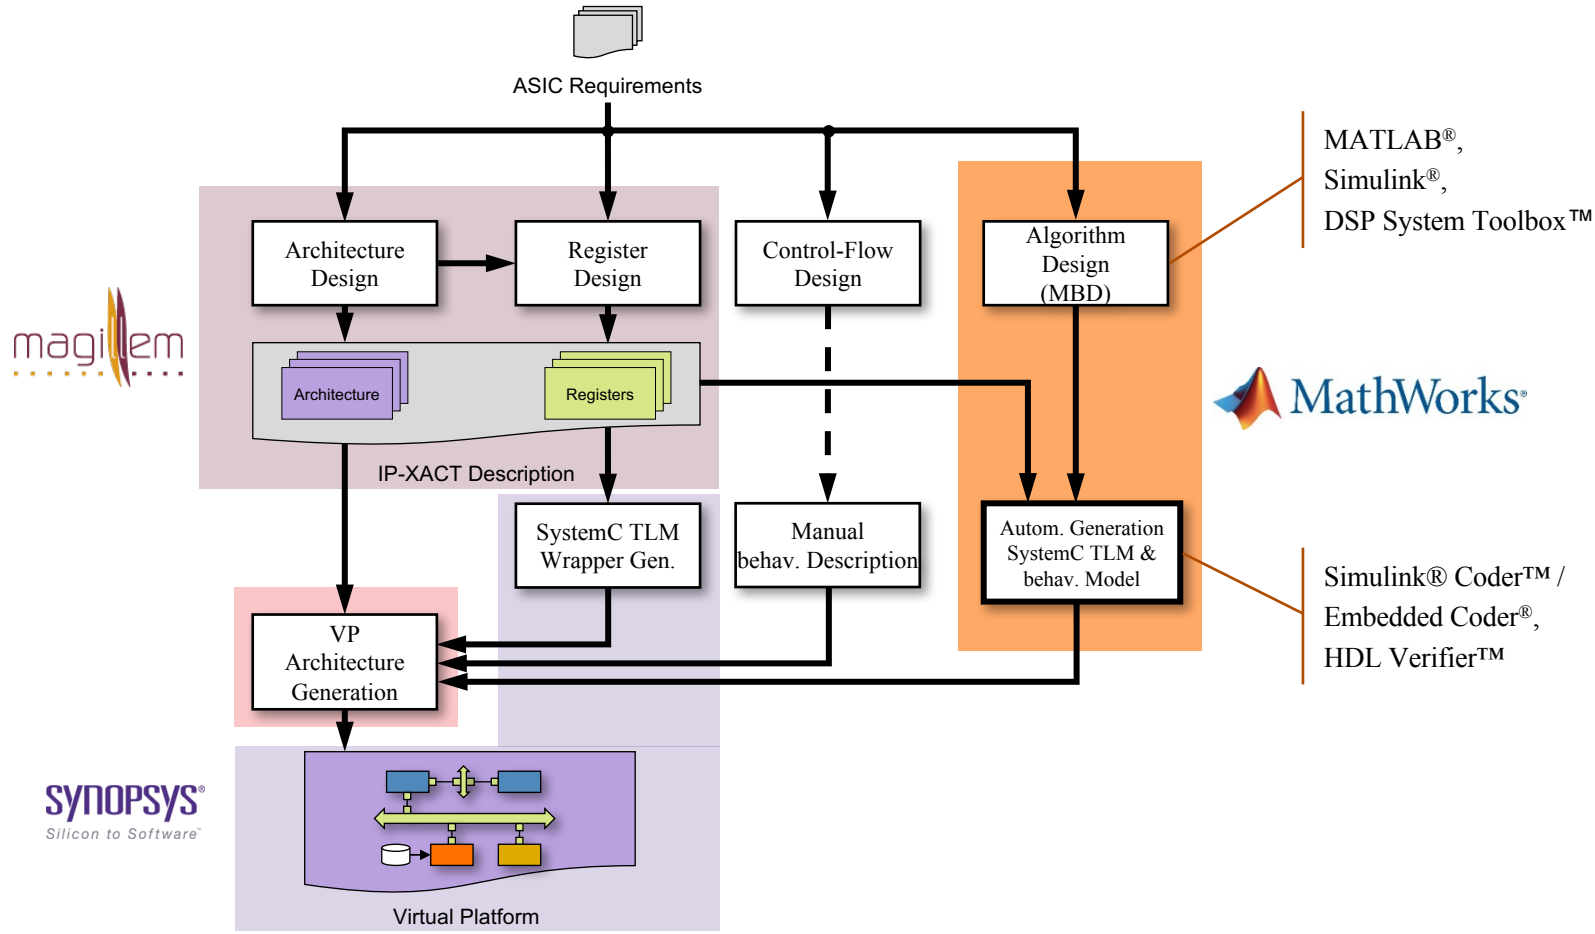 ASIC Requirements
MATLAB®,
Simulink®,
DSP System Toolbox™
Architecture
Design
Register
Design
Control-Flow
Design
Algorithm
Design
(MBD)
magillem
Architecture
Registers
MathWorks®
IP-XACT Description
SystemC TLM
Wrapper Gen.
Manual
behav. Description
Autom. Generation
SystemC TLM &
behav. Model
Simulink® Coder™ /
Embedded Coder®,
HDL Verifier™
VP
Architecture
Generation
SYNOPSYS®
Silicon to Software™
Virtual Platform